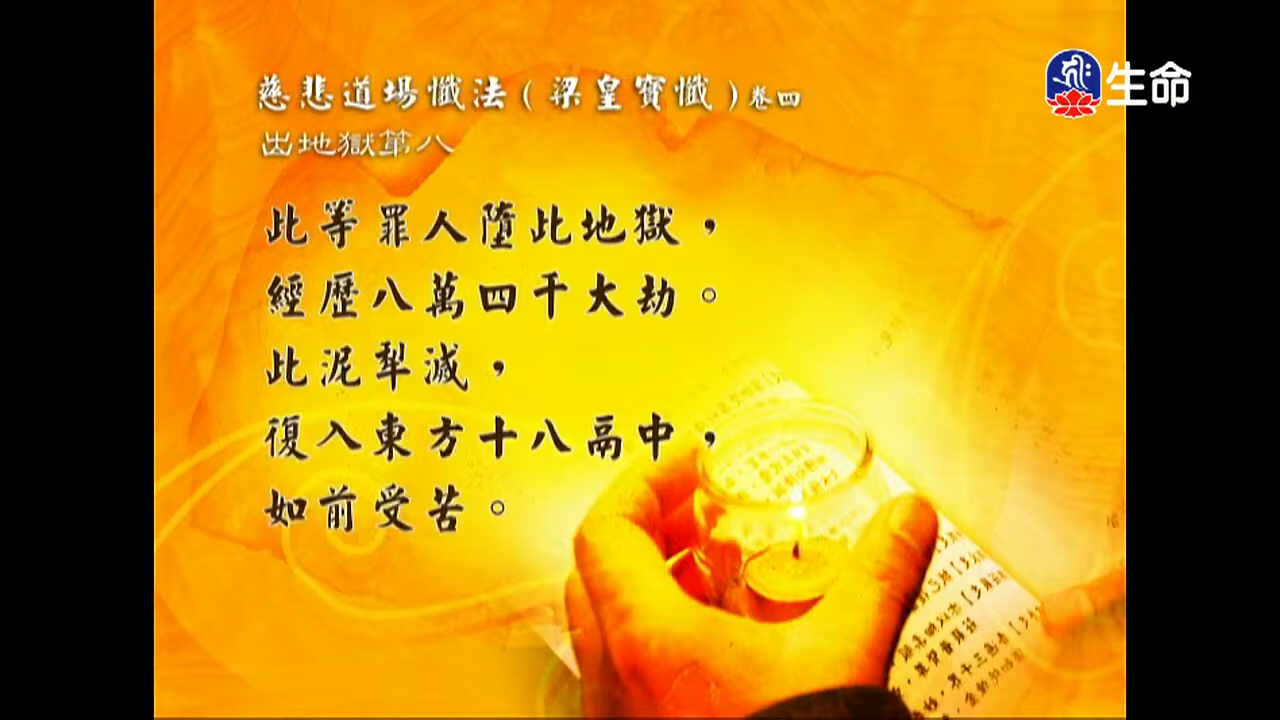 慈悲道場懺法(梁皇寶懺)卷四
生命
出地獄第八
此等罪人墮此地獄，
經歷八萬四千大劫。
此泥犁滅，
復入東方十八鬲中，
如前受苦。